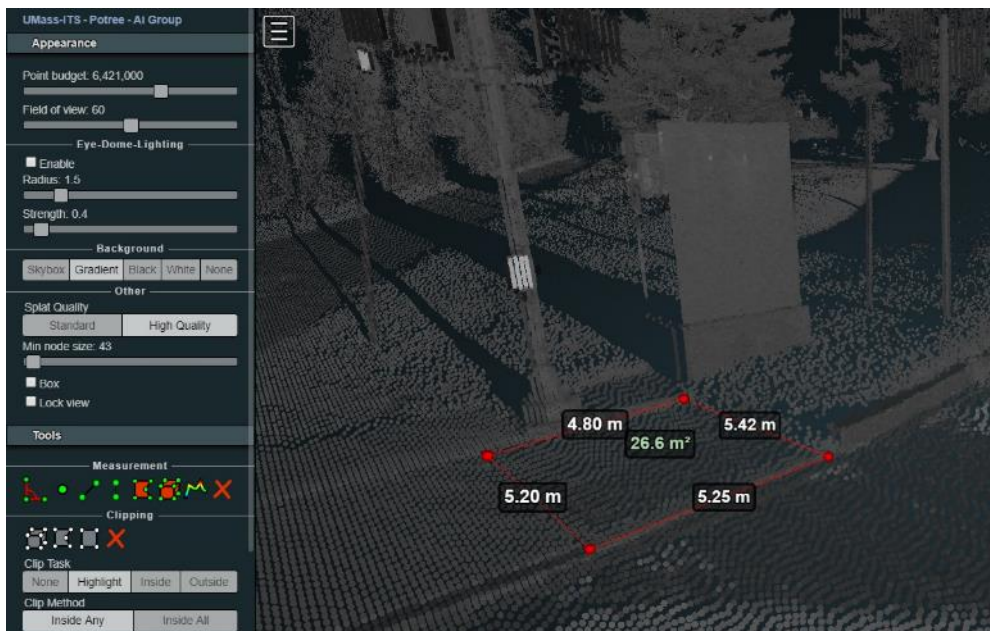 UMass-ITS - Potree - AI Group
Appearance
Point budget: 6,421,000
Field of view: 60
Eye-Dome-Lighting
Enable
Radius: 1.5
Strength: 0.4
Background
Skybox Gradient Black White None
Other
Splat Quality
Standard High Quality
Min node size: 43
Box
Lock view
Tools
Measurement
Clipping
Clip Task
None Highlight Inside Outside
Clip Method
Inside Any Inside All
4.80 m
5.42 m
26.6 m²
5.20 m
5.25 m